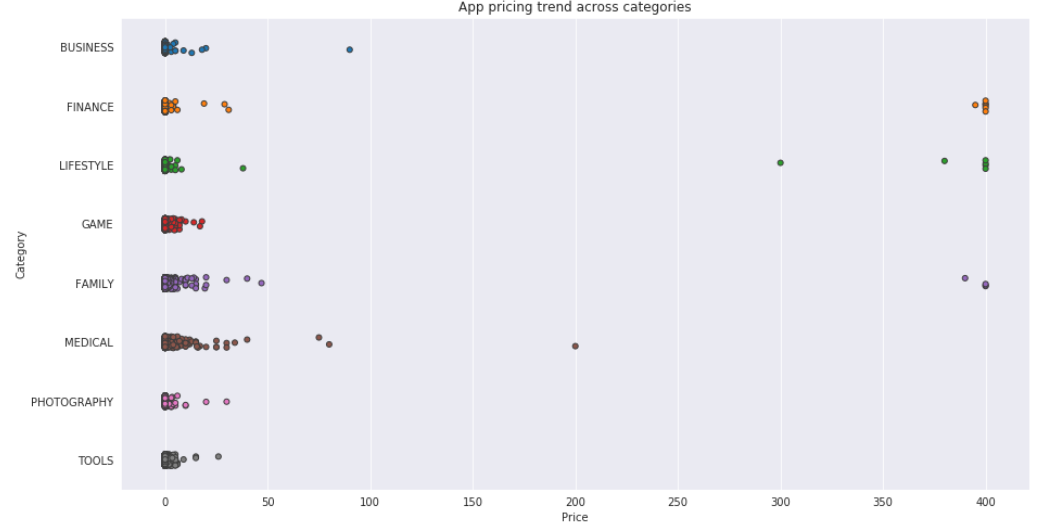 App pricing trend across categories
Category
BUSINESS
FINANCE
LIFESTYLE
GAME
FAMILY
MEDICAL
PHOTOGRAPHY
TOOLS
0 50 100 150 200 250 300 350 400
Price